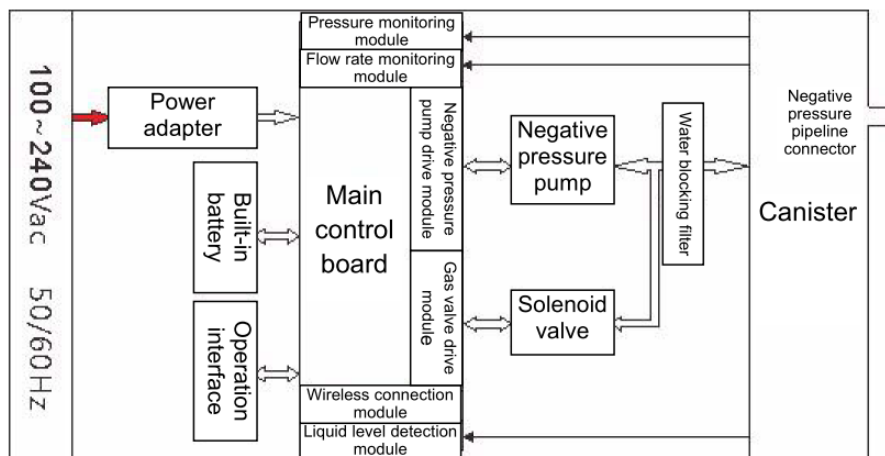 100~240Vac 50/60Hz
Pressure monitoring
module
Flow rate monitoring
module
Power
adapter
Built-in
battery
Operation
interface
Main
control
board
Negative pressure
pump drive module
Gas valve drive
module
Wireless connection
module
Liquid level detection
module
Negative
pressure
pump
Solenoid
valve
Water blocking filter
Negative
pressure
pipeline
connector
Canister